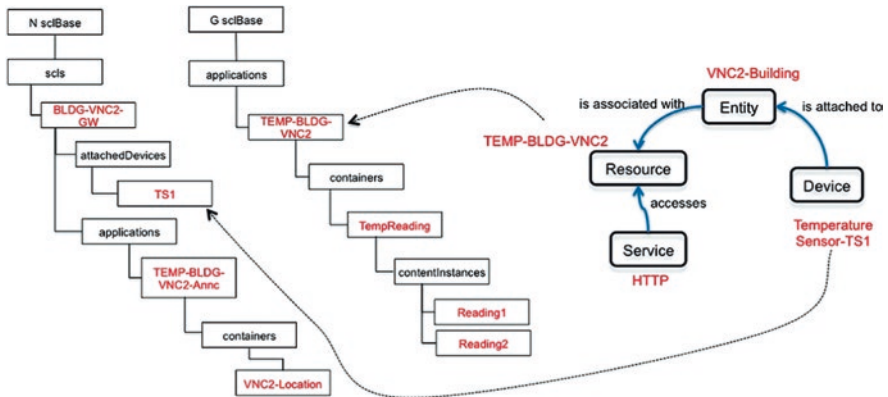 N sclBase
scls
BLDG-VNC2-
GW
attachedDevices
TS1
applications
TEMP-BLDG-
VNC2-Annc
containers
VNC2-Location
G sclBase
applications
TEMP-BLDG-
VNC2
containers
TempReading
contentInstances
Reading1
Reading2
VNC2-Building
Entity
is associated with
is attached to
TEMP-BLDG-VNC2
Resource
Device
accesses
Temperature
Sensor-TS1
Service
HTTP